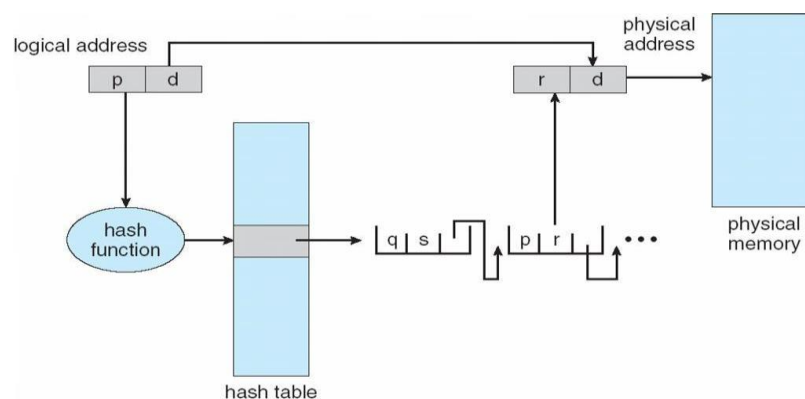 logical address
physical
address
p d
r d
hash
function
q s
p r
...
physical
memory
hash table